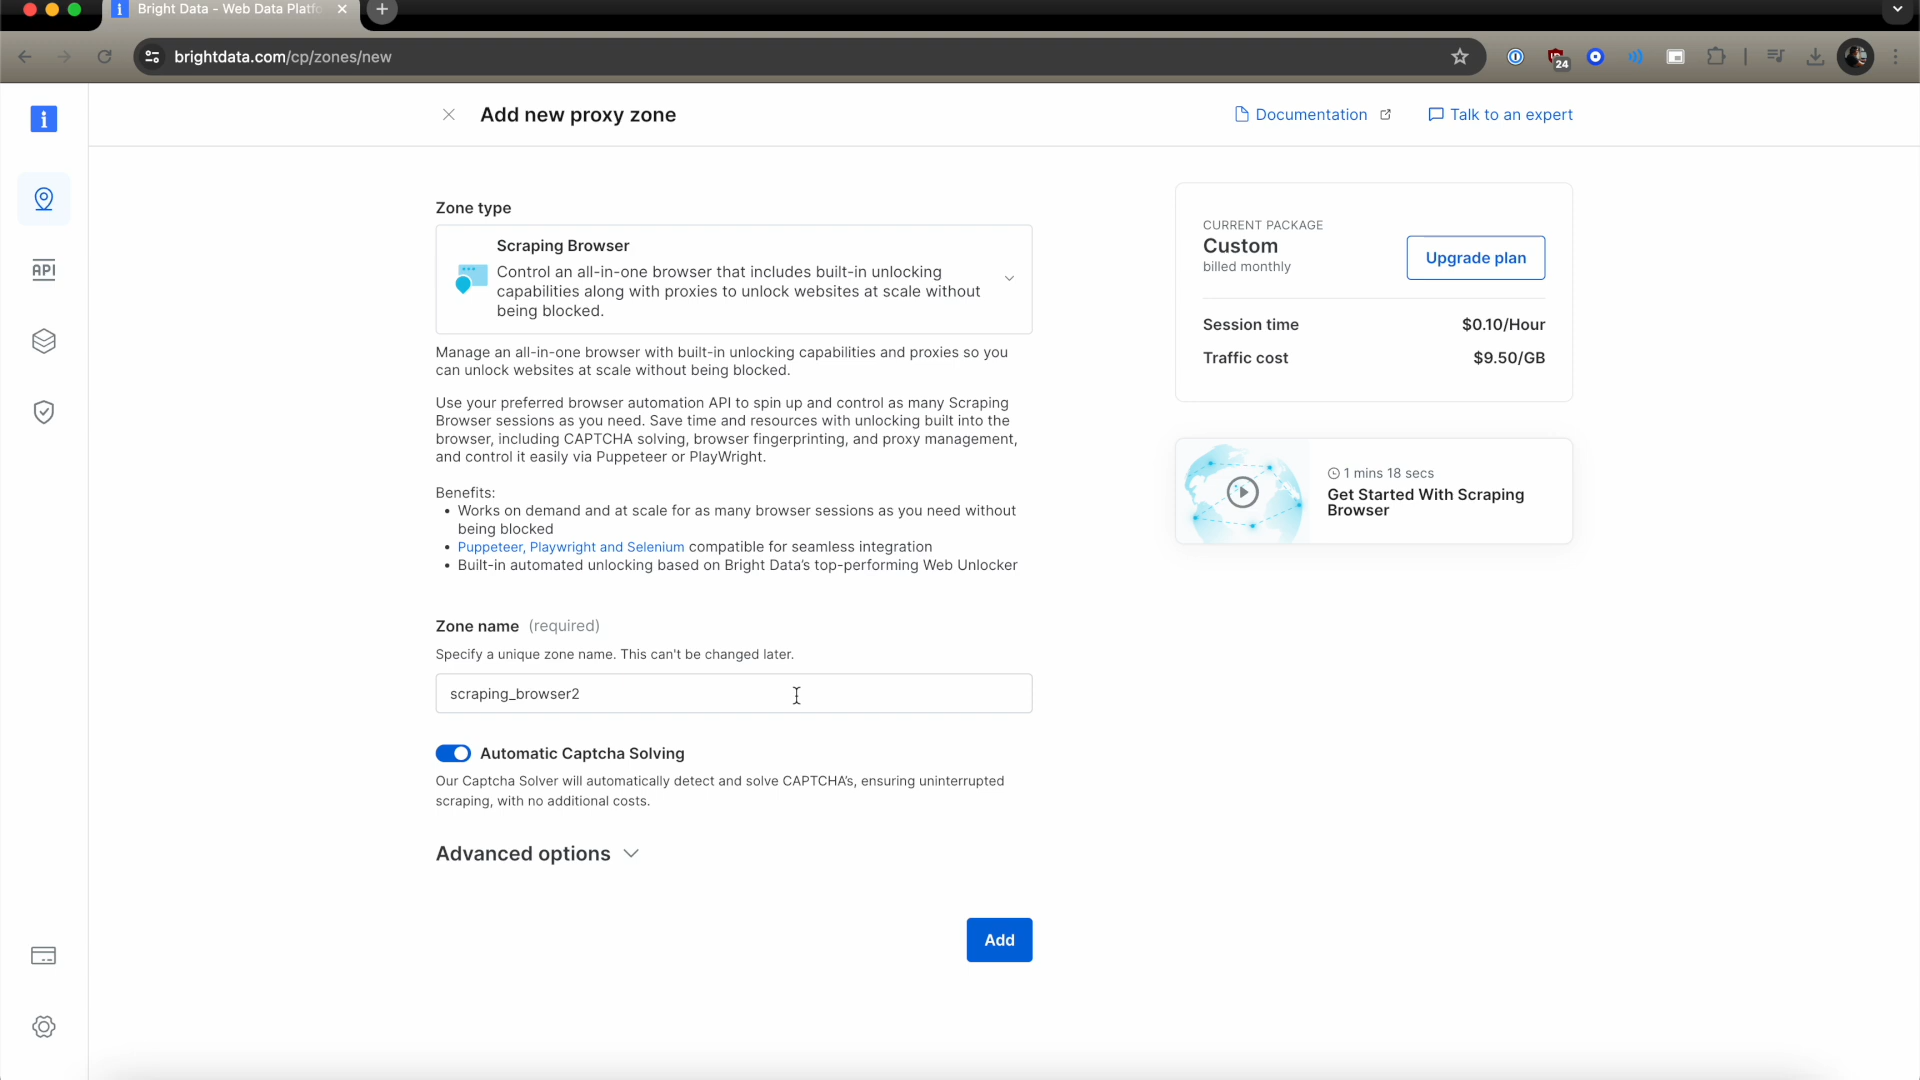 Bright Data - Web Data Platfo
brightdata.com/cp/zones/new
24
i
Add new proxy zone
Documentation
Talk to an expert
API
Zone type
Scraping Browser
Control an all-in-one browser that includes built-in unlocking
capabilities along with proxies to unlock websites at scale without
being blocked.
Manage an all-in-one browser with built-in unlocking capabilities and proxies so you
can unlock websites at scale without being blocked.
Use your preferred browser automation API to spin up and control as many Scraping
Browser sessions as you need. Save time and resources with unlocking built into the
browser, including CAPTCHA solving, browser fingerprinting, and proxy management,
and control it easily via Puppeteer or PlayWright.
Benefits:
• Works on demand and at scale for as many browser sessions as you need without
being blocked
• Puppeteer, Playwright and Selenium compatible for seamless integration
• Built-in automated unlocking based on Bright Data's top-performing Web Unlocker
Zone name (required)
Specify a unique zone name. This can't be changed later.
scraping_browser2
Automatic Captcha Solving
Our Captcha Solver will automatically detect and solve CAPTCHA's, ensuring uninterrupted
scraping, with no additional costs.
Advanced options
Add
CURRENT PACKAGE
Custom
billed monthly
Upgrade plan
Session time $0.10/Hour
Traffic cost $9.50/GB
1 mins 18 secs
Get Started With Scraping
Browser